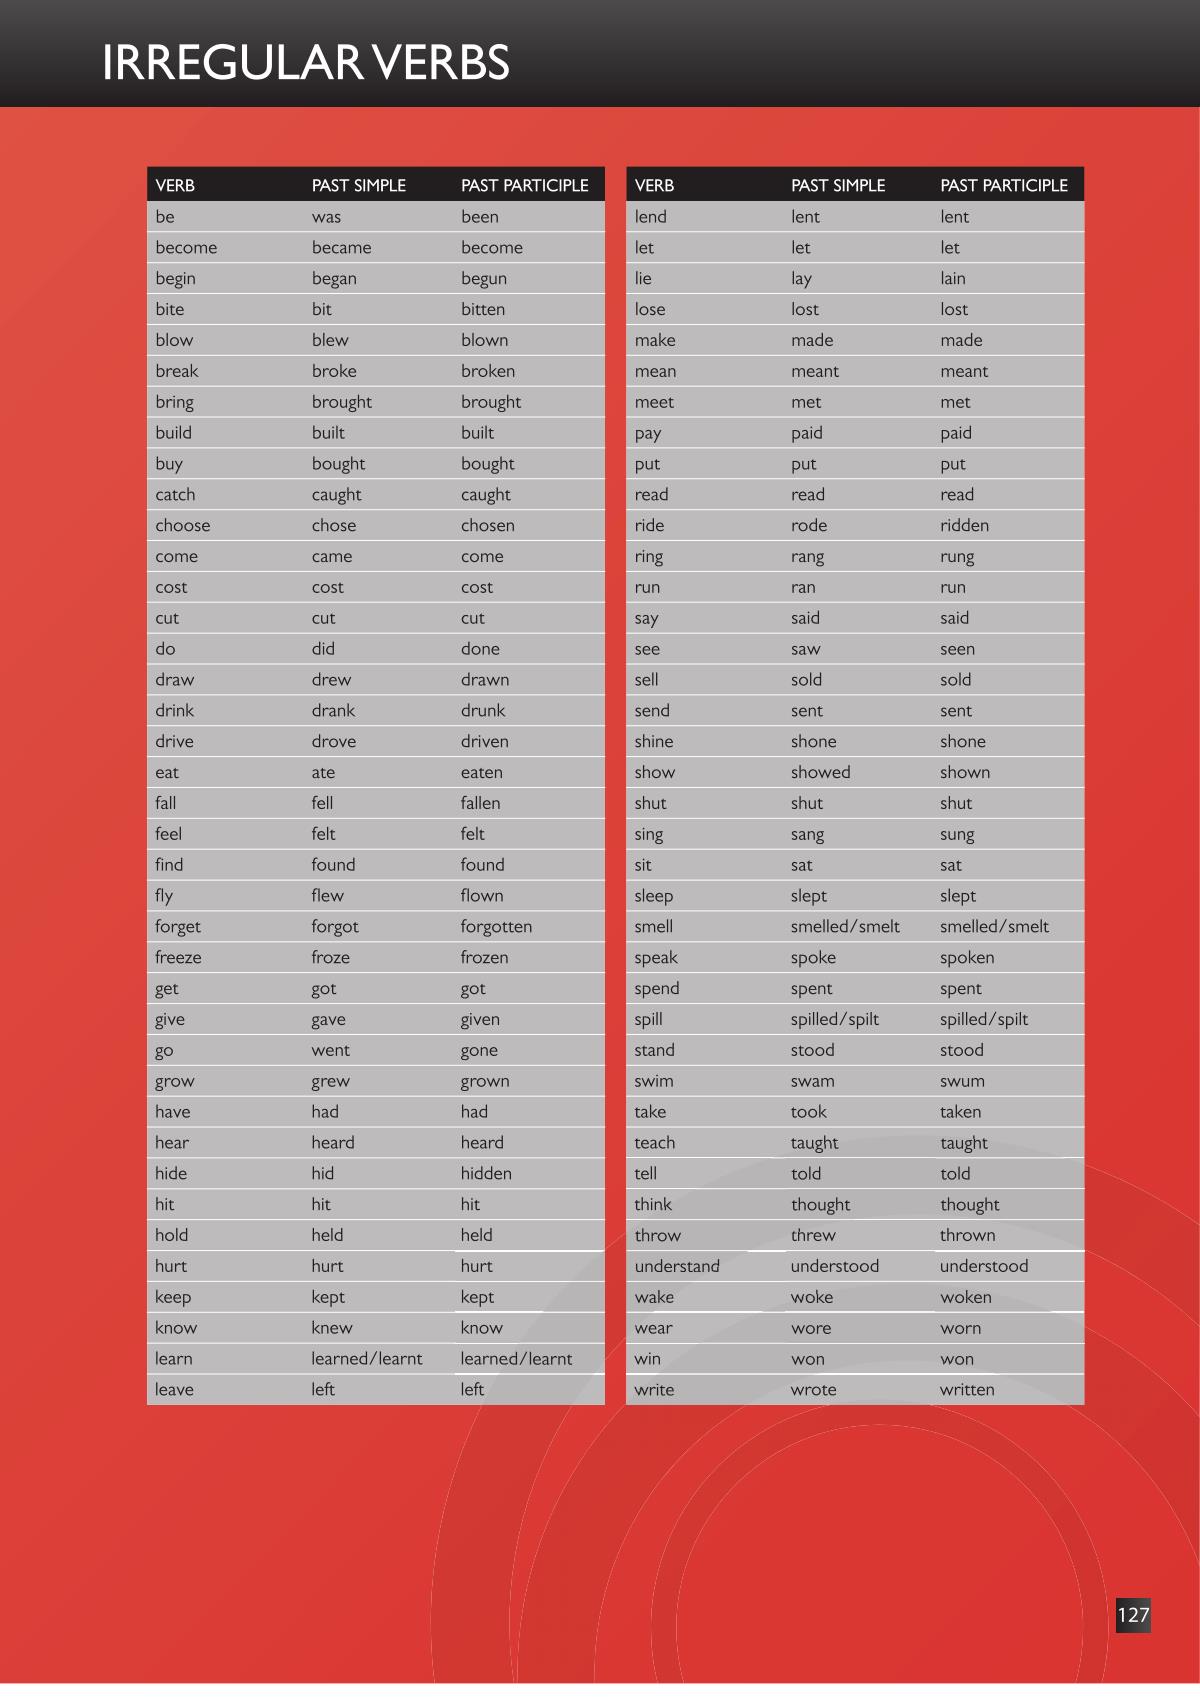 IRREGULAR VERBS
VERB PAST SIMPLE PAST PARTICIPLE
be was been
become became become
begin began begun
bite bit bitten
blow blew blown
break broke broken
bring brought brought
build built built
buy bought bought
catch caught caught
choose chose chosen
come came come
cost cost cost
cut cut cut
do did done
draw drew drawn
drink drank drunk
drive drove driven
eat ate eaten
fall fell fallen
feel felt felt
find found found
fly flew flown
forget forgot forgotten
freeze froze frozen
get got got
give gave given
go went gone
grow grew grown
have had had
hear heard heard
hide hid hidden
hit hit hit
hold held held
hurt hurt hurt
keep kept kept
know knew know
learn learned/learnt learned/learnt
leave left left
VERB PAST SIMPLE PAST PARTICIPLE
lend lent lent
let let let
lie lay lain
lose lost lost
make made made
mean meant meant
meet met met
pay paid paid
put put put
read read read
ride rode ridden
ring rang rung
run ran run
say said said
see saw seen
sell sold sold
send sent sent
shine shone shone
show showed shown
shut shut shut
sing sang sung
sit sat sat
sleep slept slept
smell smelled/smelt smelled/smelt
speak spoke spoken
spend spent spent
spill spilled/spilt spilled/spilt
stand stood stood
swim swam swum
take took taken
teach taught taught
tell told told
think thought thought
throw threw thrown
understand understood understood
wake woke woken
wear wore worn
win won won
write wrote written
127